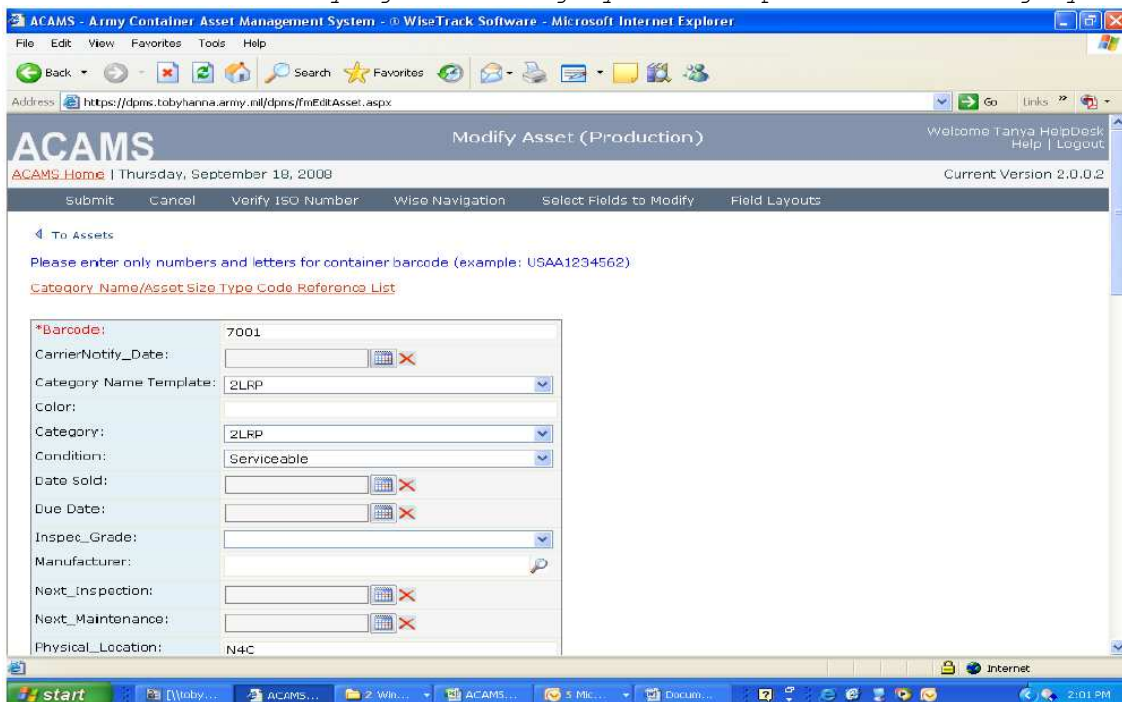 ACAMS - Army Container Asset Management System - © WiseTrack Software - Microsoft Internet Explorer
File Edit View Favorites Tools Help
Back Search Favorites
Address https://dpms.tobyhanna.army.mil/dpms/fmEditAsset.aspx Go Links »
ACAMS Modify Asset (Production) Welcome Tanya HelpDesk
Help | Logout
ACAMS Home | Thursday, September 18, 2008 Current Version 2.0.0.2
Submit Cancel Verify ISO Number Wise Navigation Select Fields to Modify Field Layouts
To Assets
Please enter only numbers and letters for container barcode (example: USAA1234562)
Category Name/Asset Size Type Code Reference List
*Barcode: 7001
CarrierNotify_Date:
Category Name Template: 2LRP
Color:
Category: 2LRP
Condition: Serviceable
Date Sold:
Due Date:
Inspec_Grade:
Manufacturer:
Next_Inspection:
Next_Maintenance:
Physical_Location: N4C
Internet
start [\\toby... ACAMS... 2 Win... ACAMS... 5 Mic... Docum... 2:01 PM